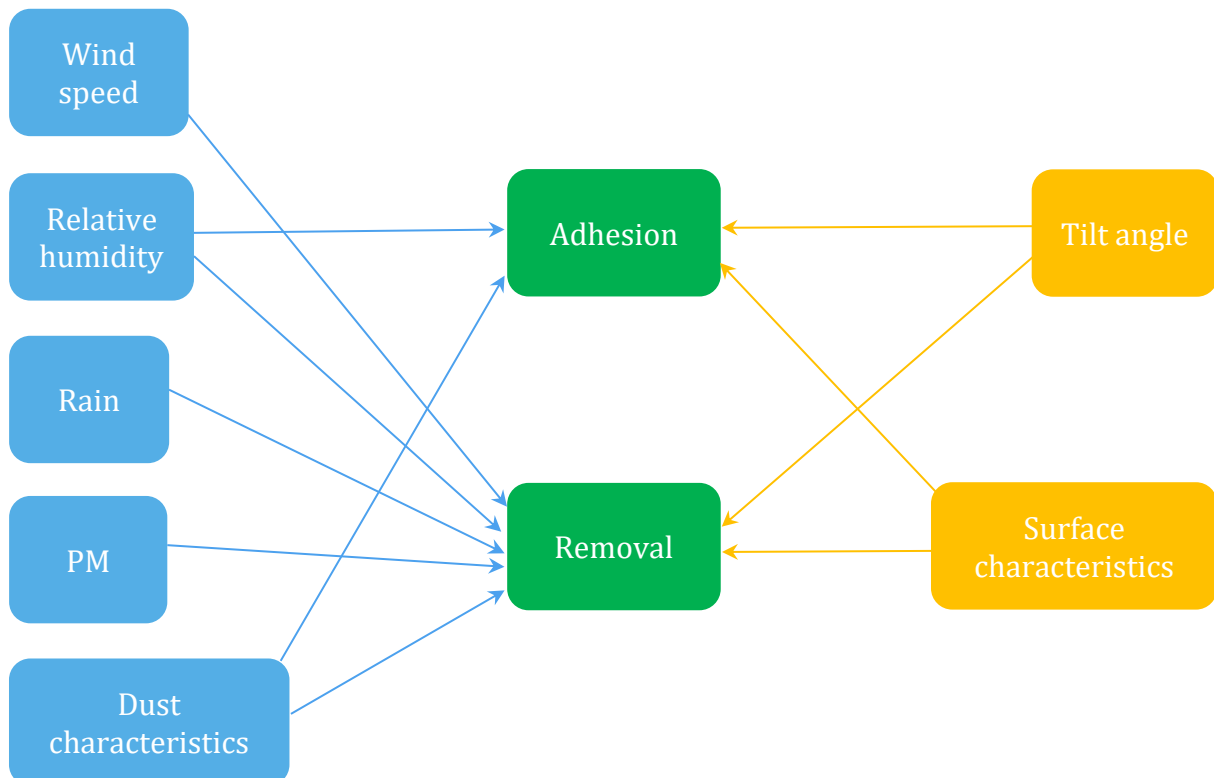 Wind
speed
Relative
humidity
Rain
PM
Dust
characteristics
Adhesion
Removal
Tilt angle
Surface
characteristics